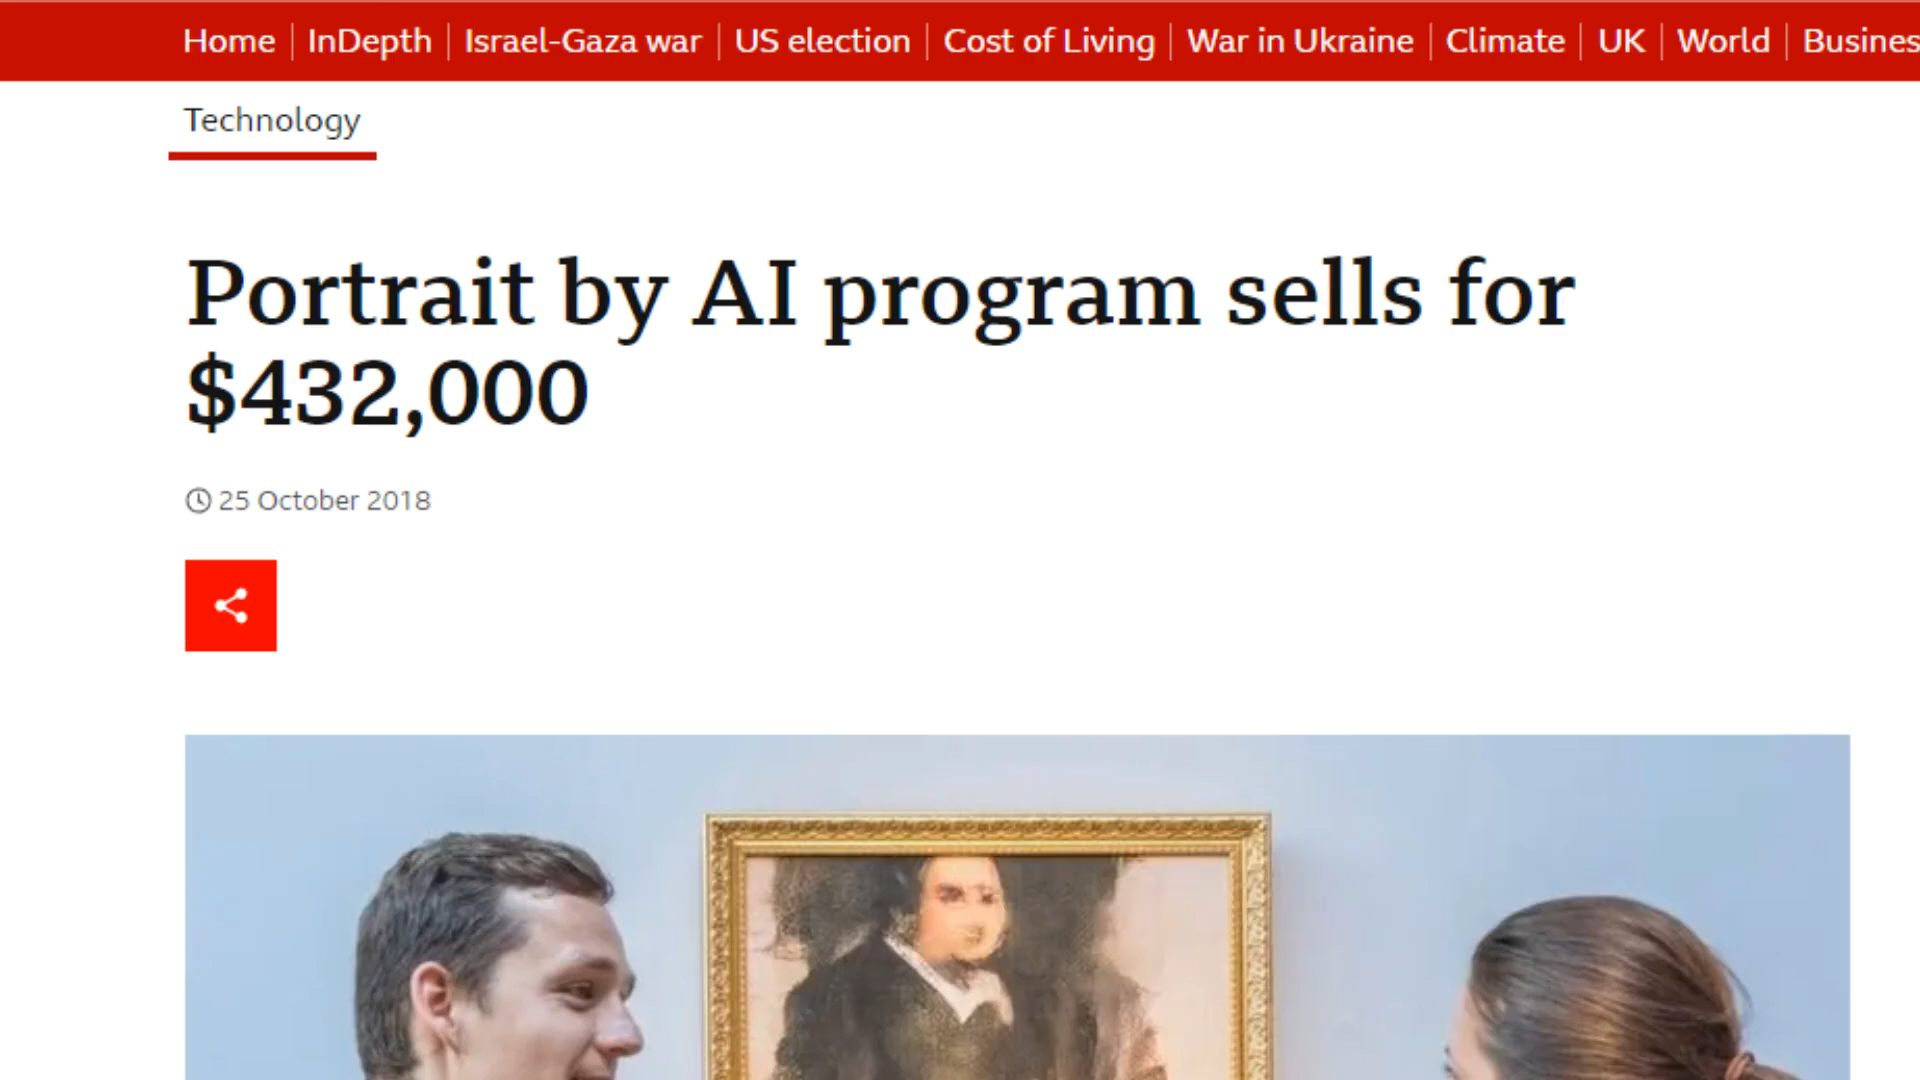 Home InDepth Israel-Gaza war US election Cost of Living War in Ukraine Climate UK World Busines
Technology
Portrait by AI program sells for
$432,000
25 October 2018